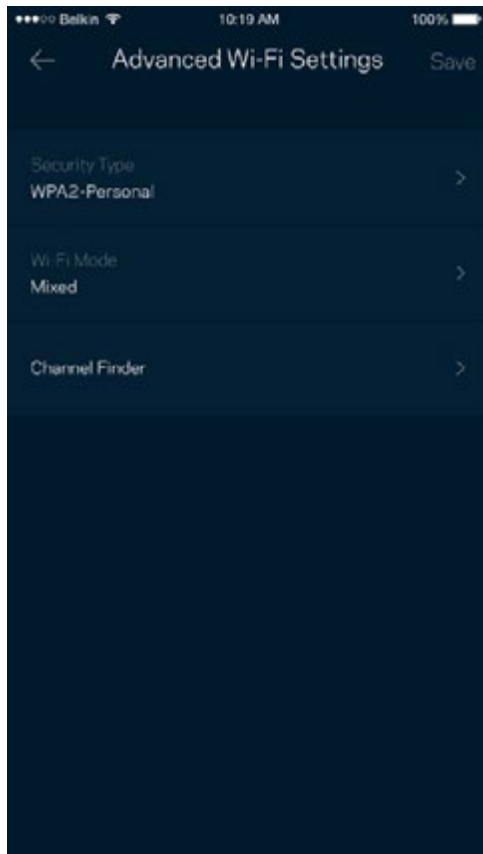 Belkin 10:19 AM 100%
Advanced Wi-Fi Settings Save
Security Type
WPA2-Personal
Wi-Fi Mode
Mixed
Channel Finder